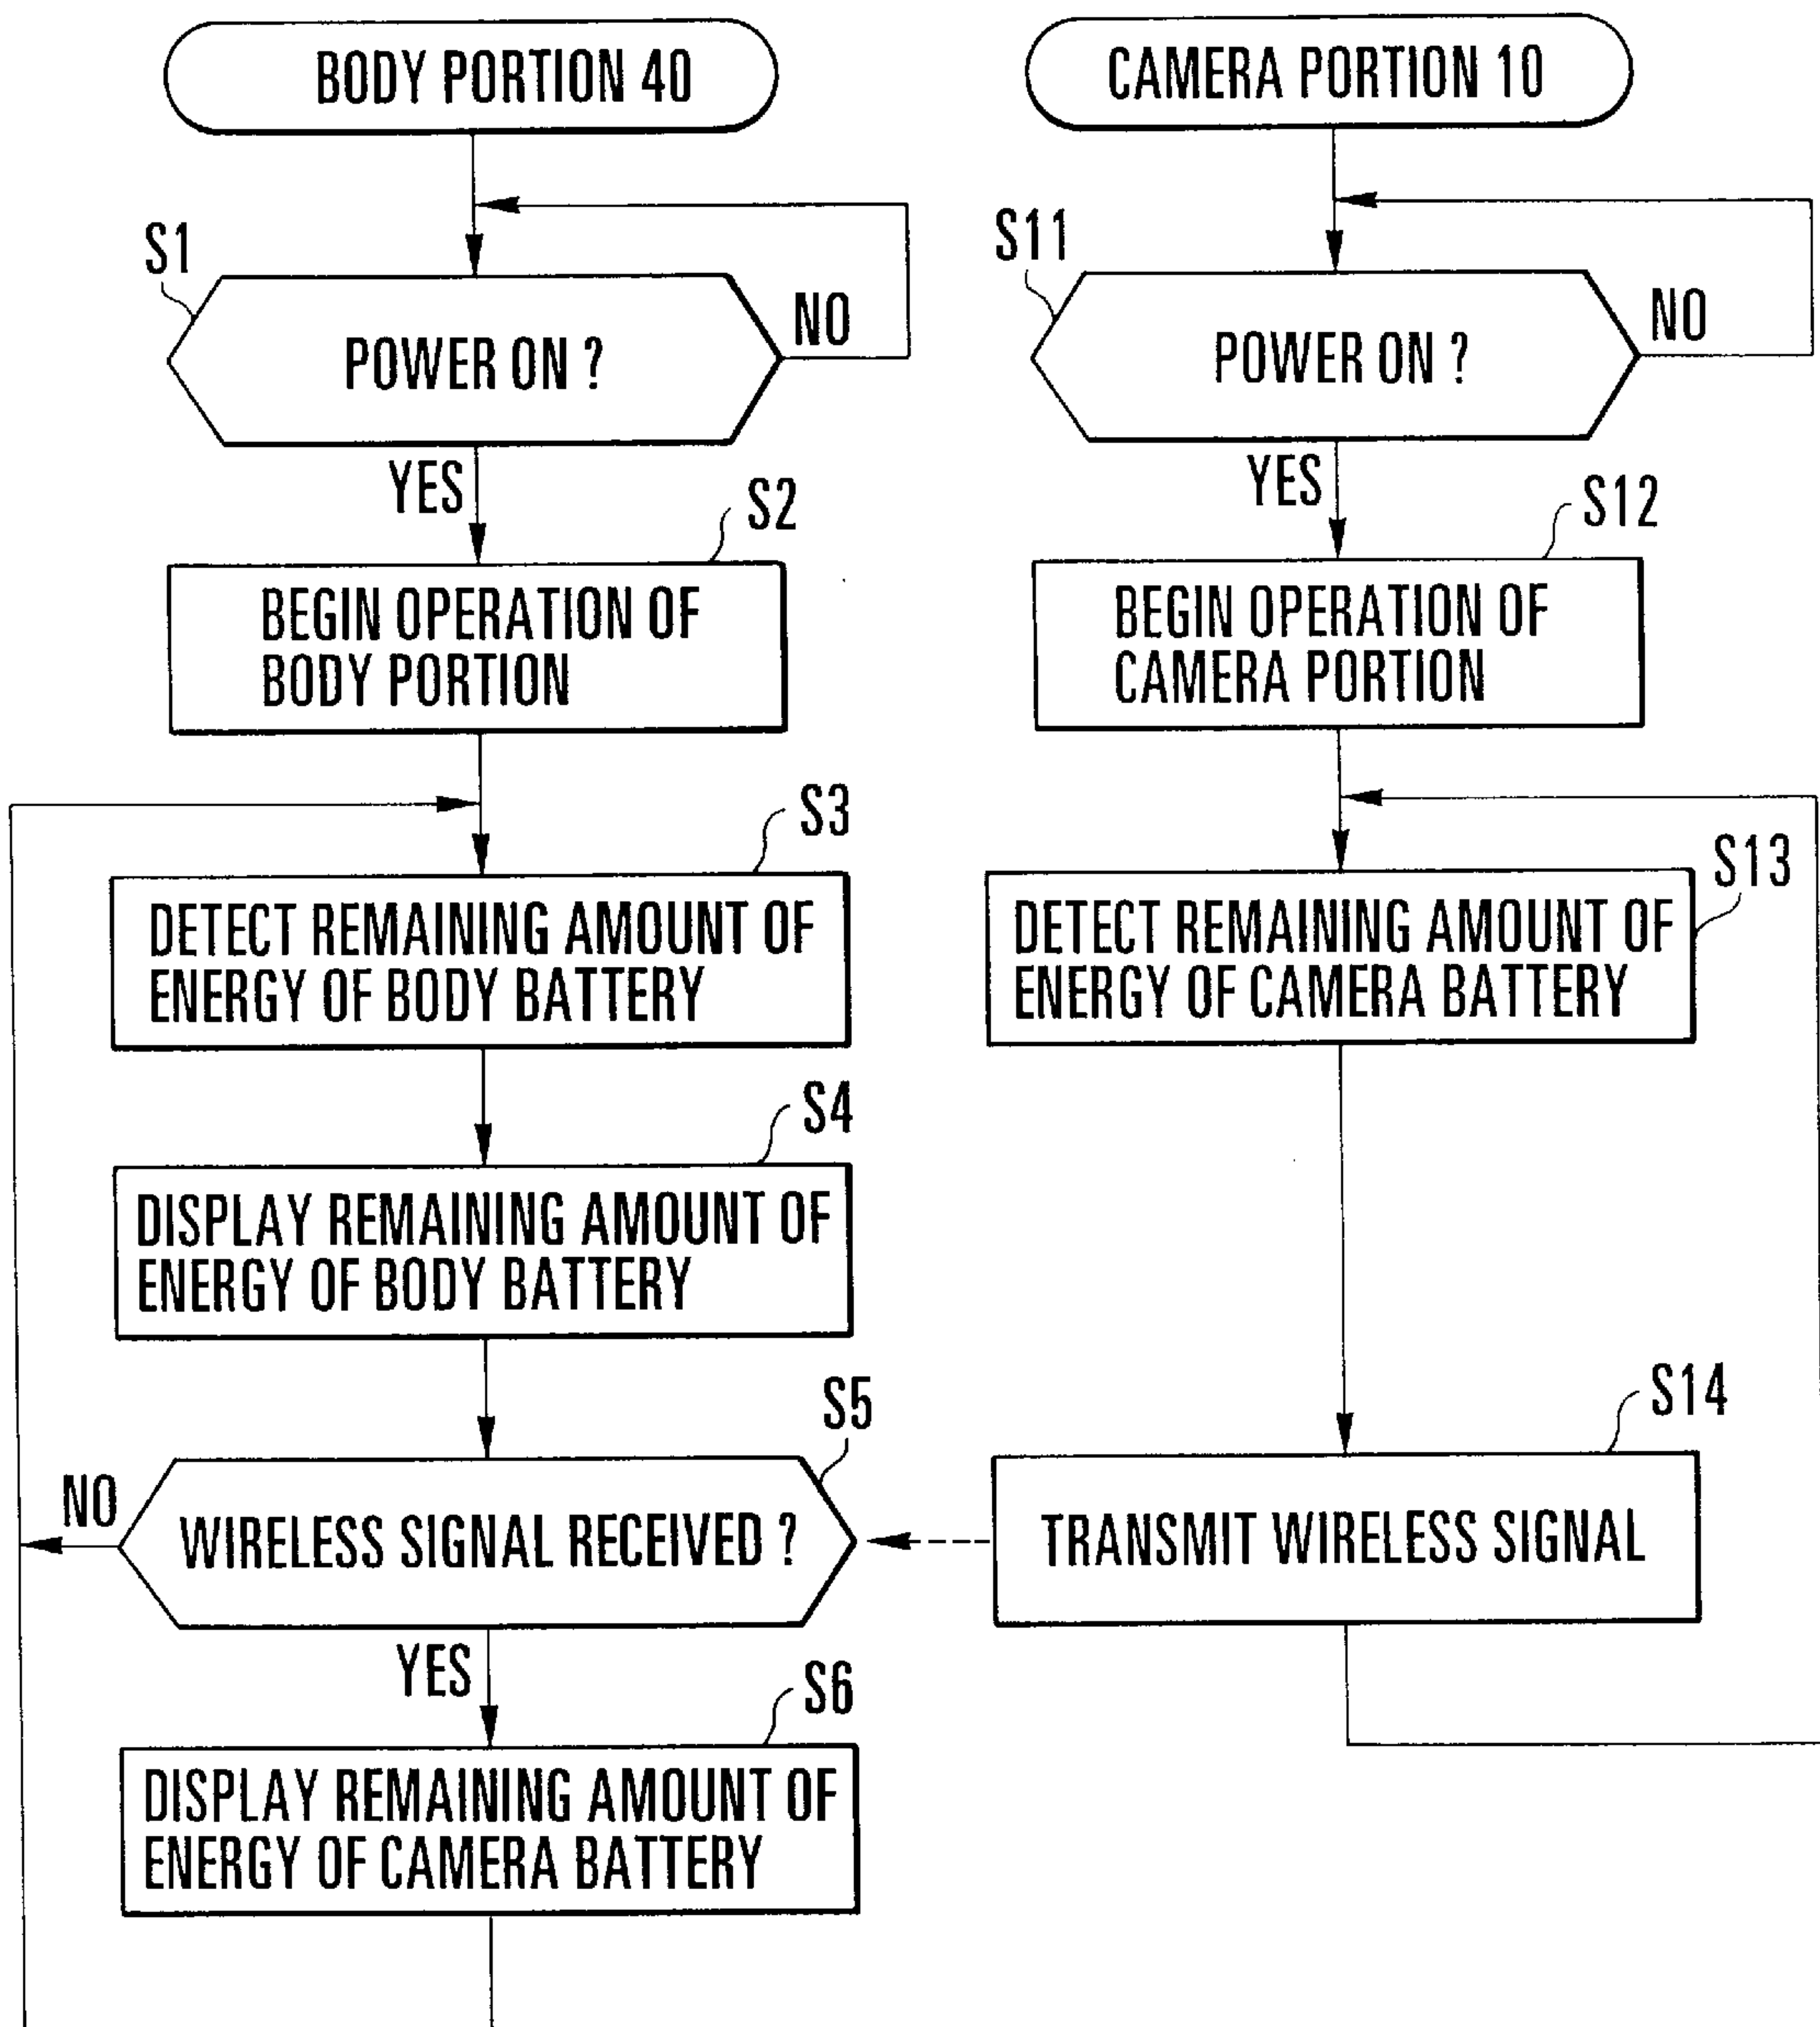 BODY PORTION 40
S1
POWER ON ?
NO
YES
S2
BEGIN OPERATION OF
BODY PORTION
S3
DETECT REMAINING AMOUNT OF
ENERGY OF BODY BATTERY
S4
DISPLAY REMAINING AMOUNT OF
ENERGY OF BODY BATTERY
S5
NO
WIRELESS SIGNAL RECEIVED ?
YES
S6
DISPLAY REMAINING AMOUNT OF
ENERGY OF CAMERA BATTERY
CAMERA PORTION 10
S11
POWER ON ?
NO
YES
S12
BEGIN OPERATION OF
CAMERA PORTION
S13
DETECT REMAINING AMOUNT OF
ENERGY OF CAMERA BATTERY
S14
TRANSMIT WIRELESS SIGNAL